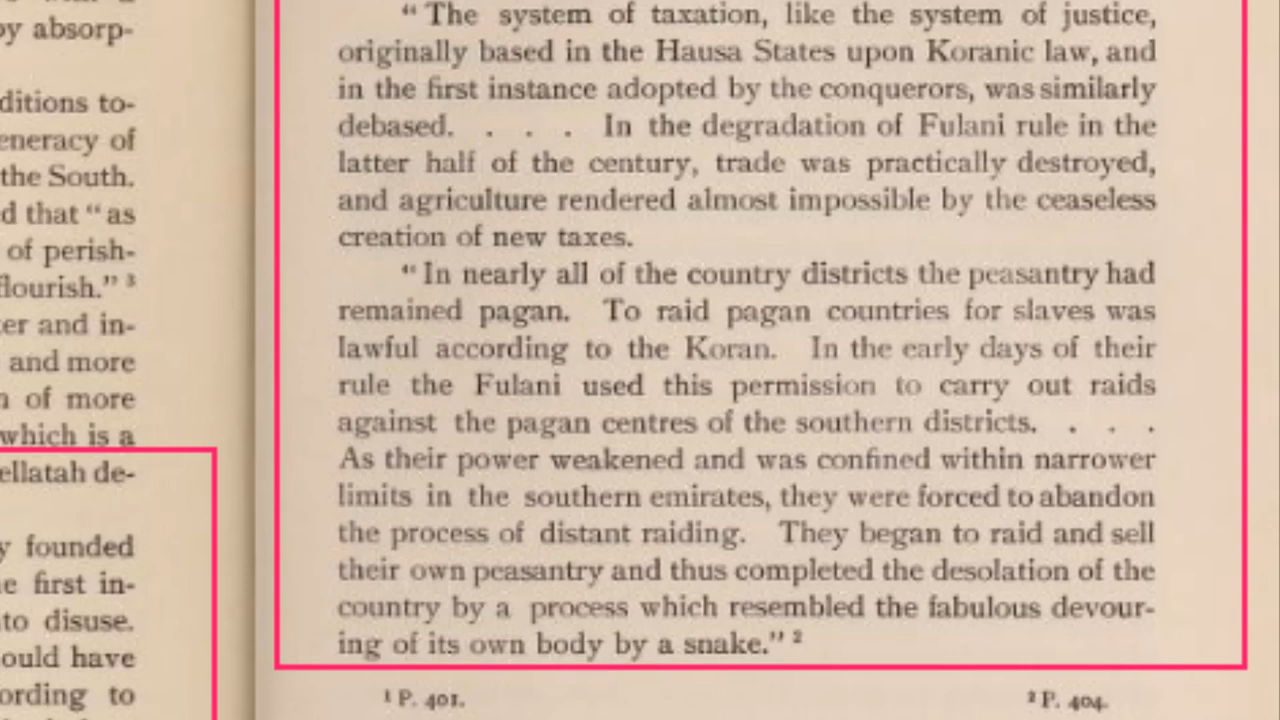 by absorp-
ditions to-
eneracy of
the South.
d that “as
of perish-
flourish.” ³
ter and in-
and more
n of more
which is a
ellatah de-
y founded
e first in-
to disuse.
ould have
ording to
“The system of taxation, like the system of justice,
originally based in the Hausa States upon Koranic law, and
in the first instance adopted by the conquerors, was similarly
debased. . . . In the degradation of Fulani rule in the
latter half of the century, trade was practically destroyed,
and agriculture rendered almost impossible by the ceaseless
creation of new taxes.
“In nearly all of the country districts the peasantry had
remained pagan. To raid pagan countries for slaves was
lawful according to the Koran. In the early days of their
rule the Fulani used this permission to carry out raids
against the pagan centres of the southern districts. . . .
As their power weakened and was confined within narrower
limits in the southern emirates, they were forced to abandon
the process of distant raiding. They began to raid and sell
their own peasantry and thus completed the desolation of the
country by a process which resembled the fabulous devour-
ing of its own body by a snake.” ²
¹ P. 401. ² P. 404.